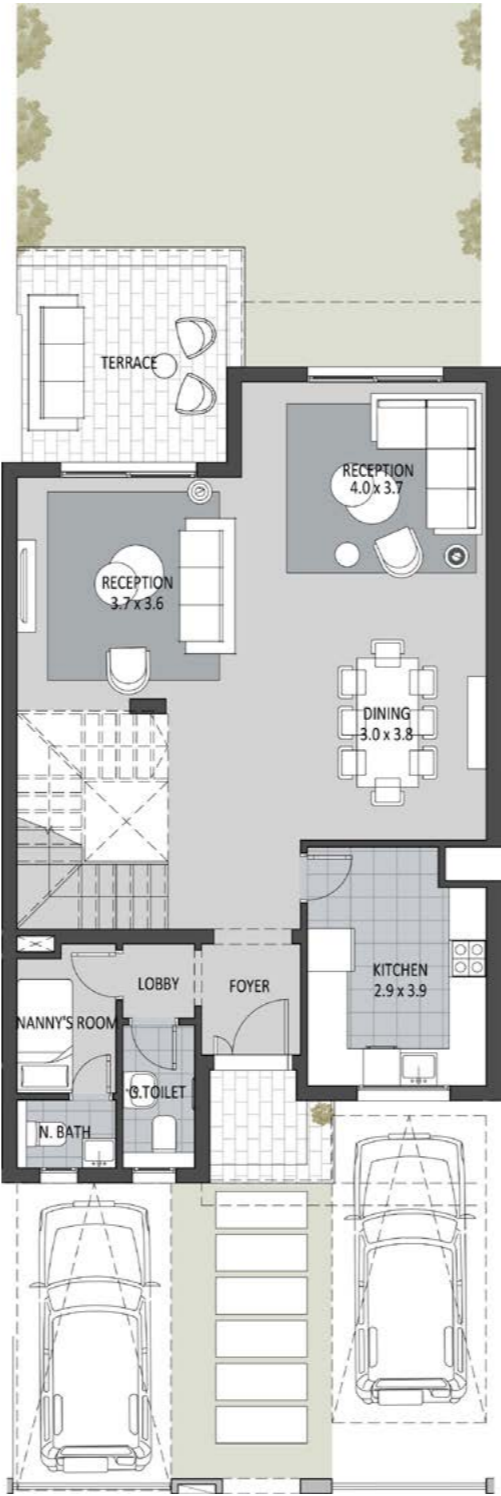 TERRACE
RECEPTION
4.0 x 3.7
RECEPTION
3.7 x 3.6
DINING
3.0 x 3.8
LOBBY
FOYER
KITCHEN
2.9 x 3.9
NANNY'S ROOM
G.TOILET
N. BATH